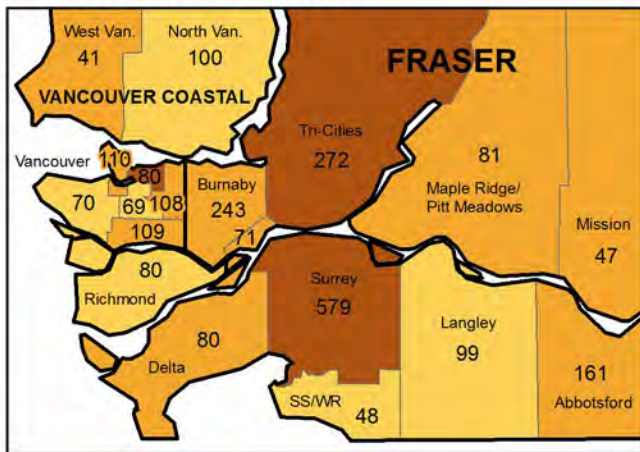 West Van.
41
North Van.
100
FRASER
VANCOUVER COASTAL
Tri-Cities
272
Vancouver
110
80
70
69
108
109
Burnaby
243
71
81
Maple Ridge/
Pitt Meadows
Mission
47
80
Richmond
Surrey
579
80
Delta
Langley
99
SS/WR
48
161
Abbotsford